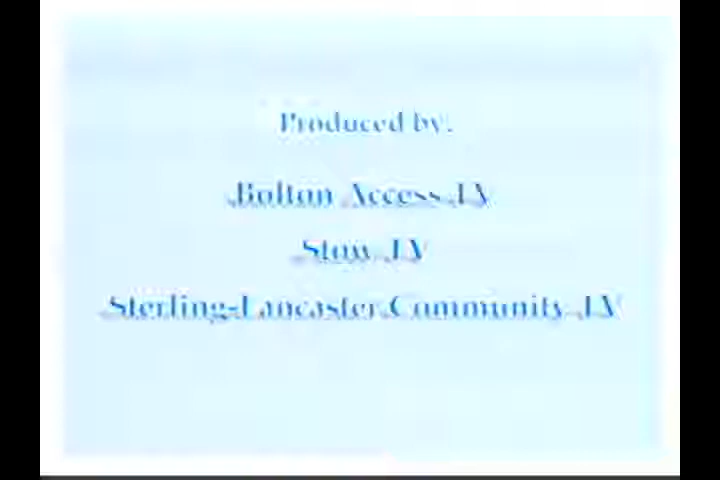 Produced by:
Bolton Access TV
Stow TV
Sterling-Lancaster Community TV